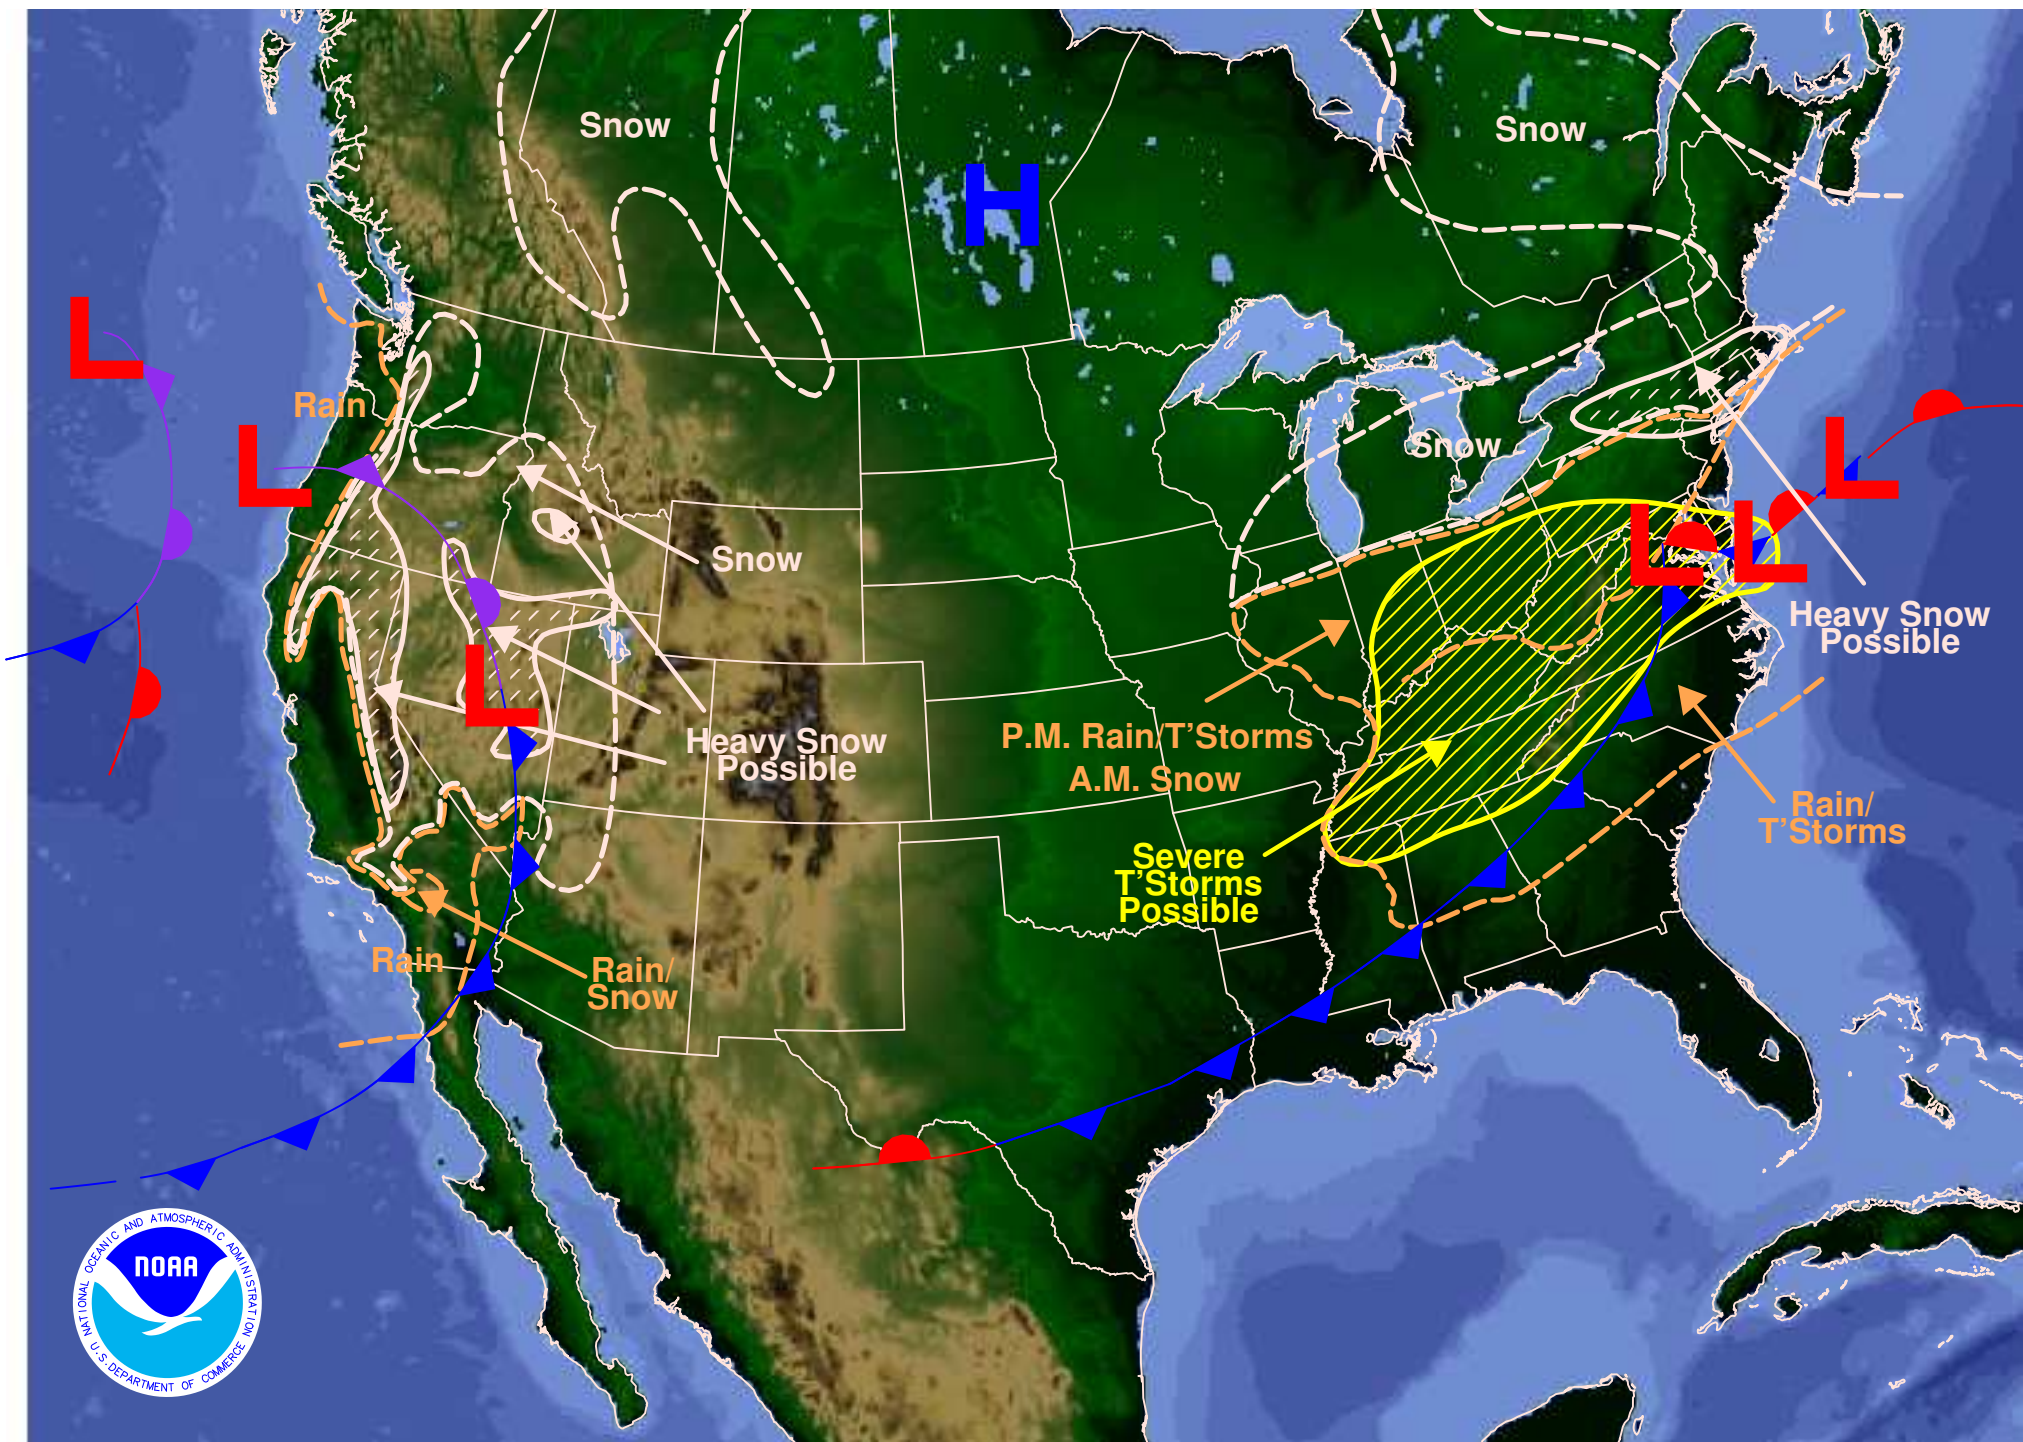 Snow
Snow
H
L
Rain
L
L
Snow
Snow
L
L
L
Heavy Snow
Possible
P.M. Rain/T'Storms
A.M. Snow
Heavy Snow
Possible
L
Rain/
T'Storms
Severe
T'Storms
Possible
Rain
Rain/
Snow
NATIONAL OCEANIC AND ATMOSPHERIC ADMINISTRATION
NOAA
U.S. DEPARTMENT OF COMMERCE